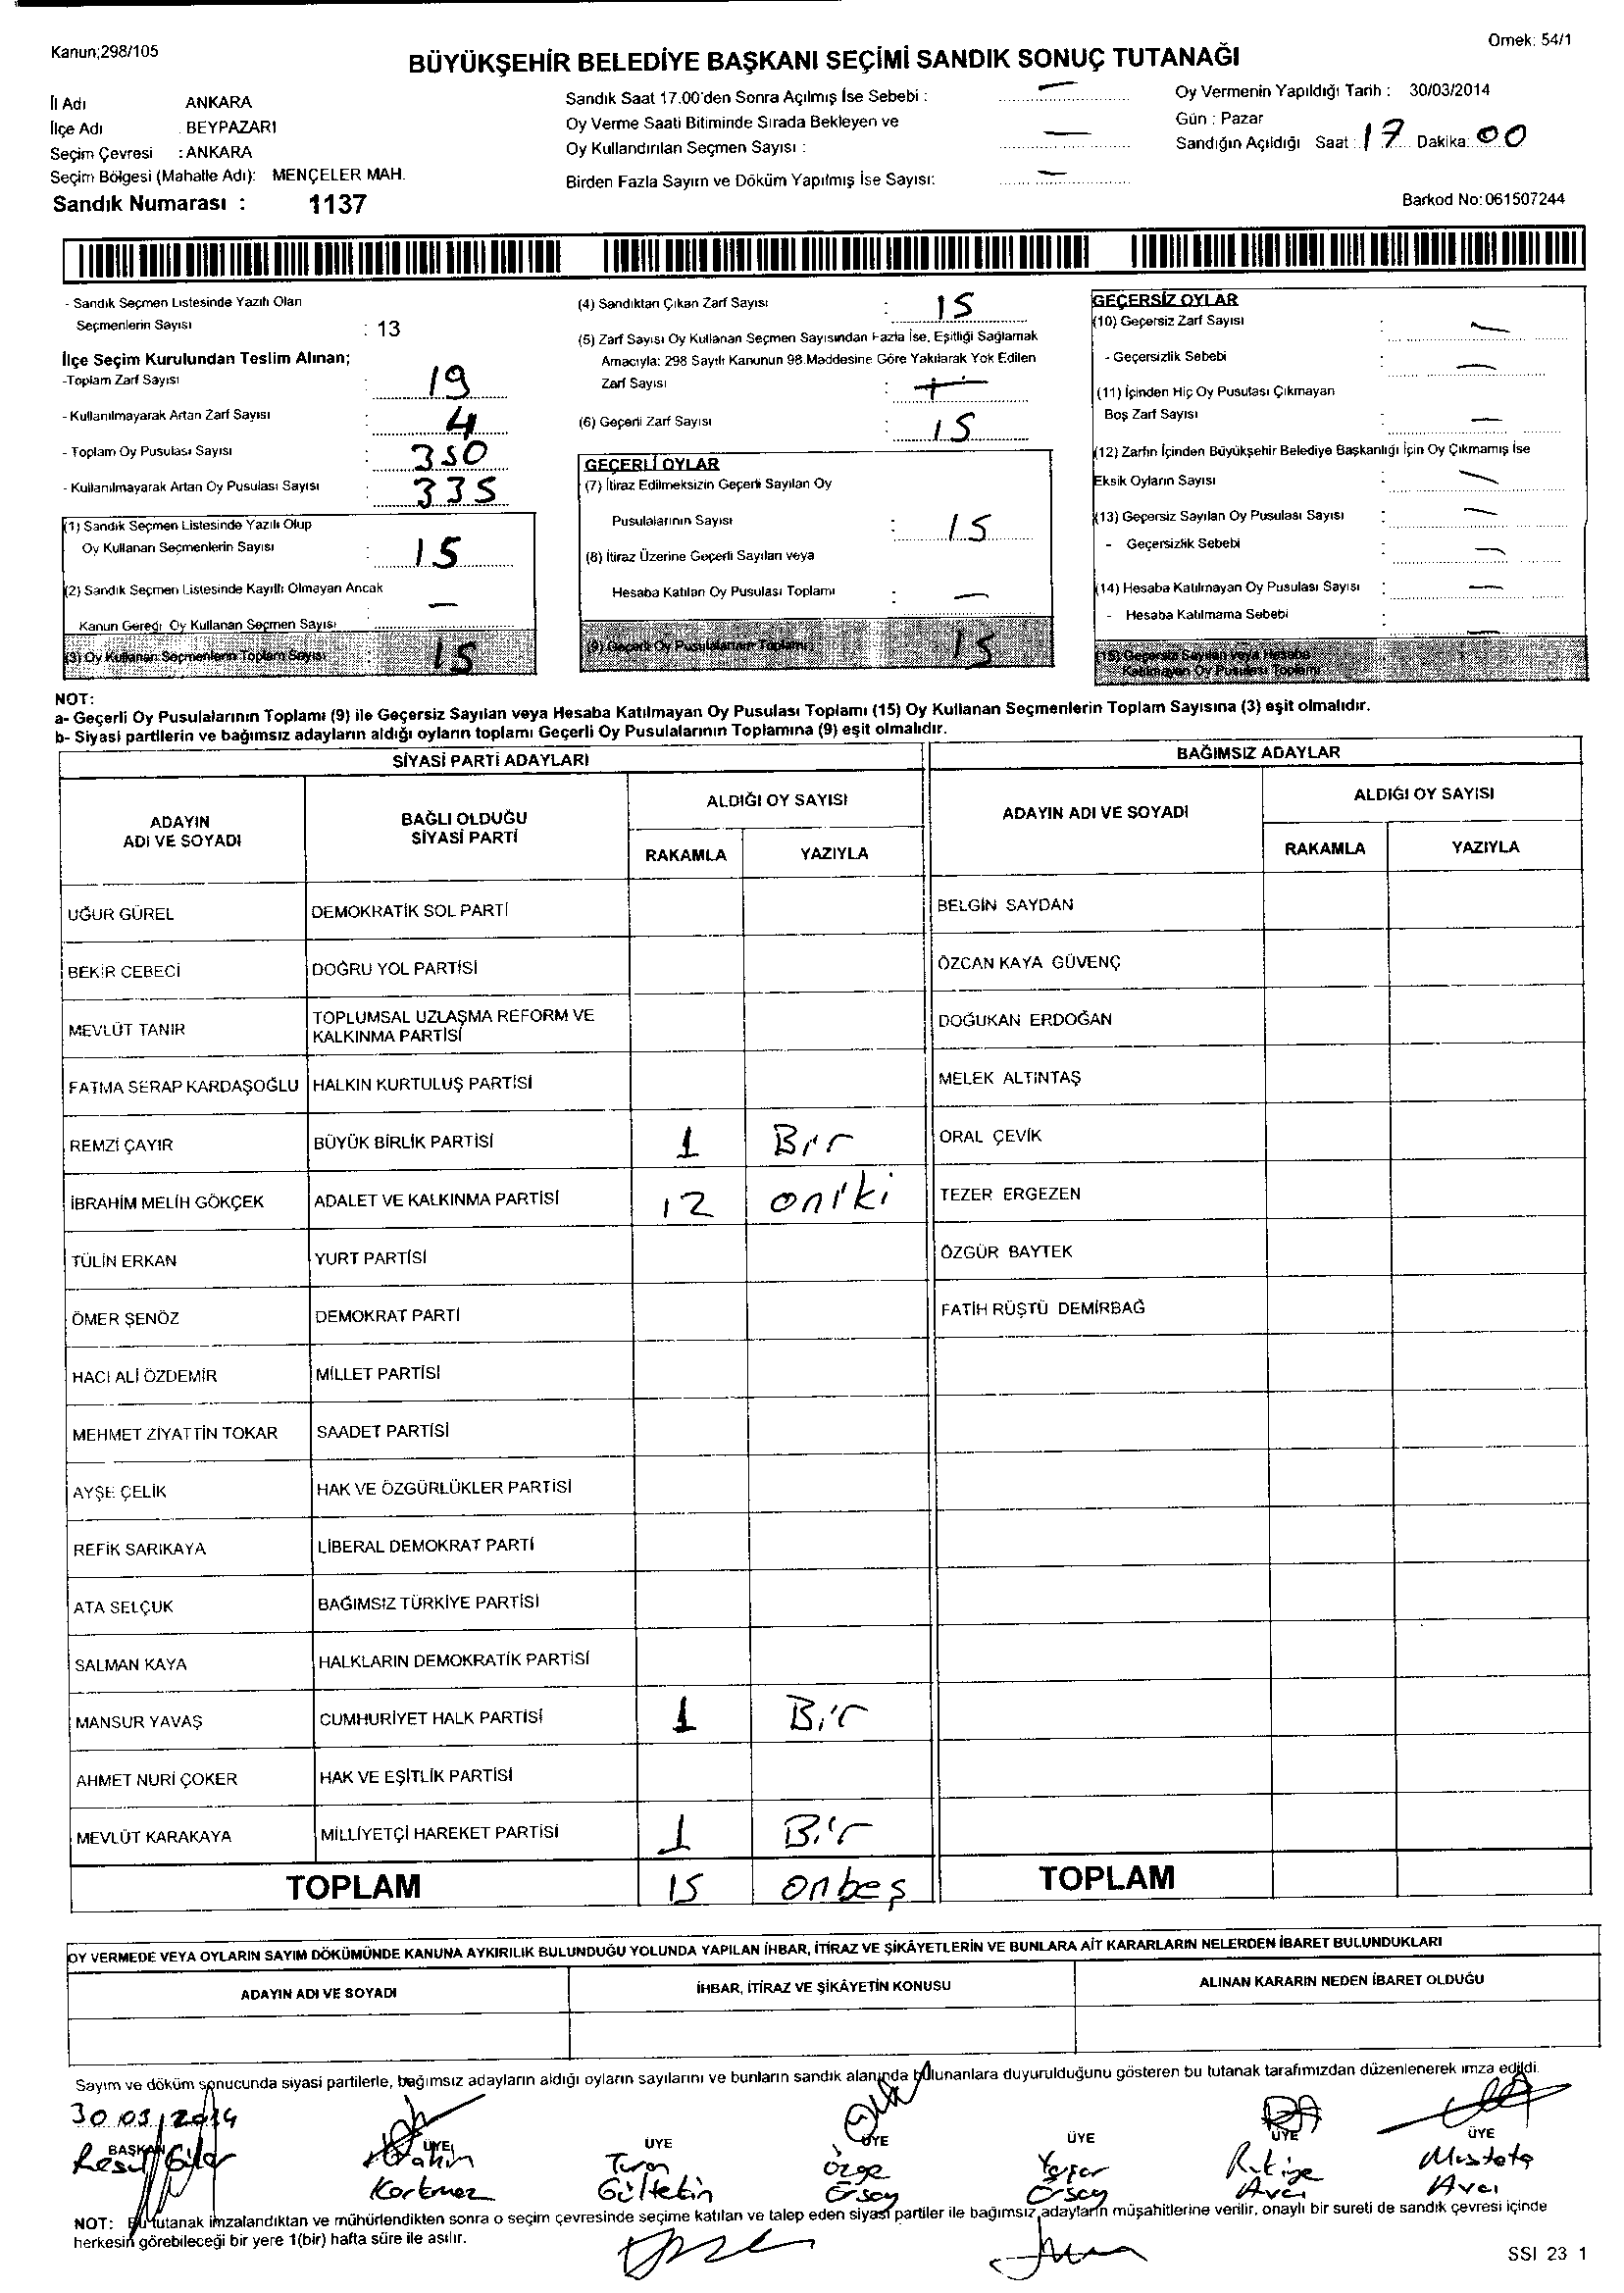 Kanun;298/105
Örnek: 54/1
BÜYÜKŞEHİR BELEDİYE BAŞKANI SEÇİMİ SANDIK SONUÇ TUTANAĞI
İl Adı ANKARA
İlçe Adı BEYPAZARI
Seçim Çevresi : ANKARA
Seçim Bölgesi (Mahalle Adı): MENÇELER MAH.
Sandık Numarası : 1137
Sandık Saat 17.00'den Sonra Açılmış İse Sebebi : —
Oy Verme Saati Bitiminde Sırada Bekleyen ve
Oy Kullandırılan Seçmen Sayısı : —
Birden Fazla Sayım ve Döküm Yapılmış İse Sayısı: —
Oy Vermenin Yapıldığı Tarih : 30/03/2014
Gün : Pazar
Sandığın Açıldığı Saat : 17 Dakika: 00
Barkod No: 061507244
- Sandık Seçmen Listesinde Yazılı Olan
Seçmenlerin Sayısı : 13
İlçe Seçim Kurulundan Teslim Alınan;
-Toplam Zarf Sayısı : 19
- Kullanılmayarak Artan Zarf Sayısı : 4
- Toplam Oy Pusulası Sayısı : 350
- Kullanılmayarak Artan Oy Pusulası Sayısı : 335
(1) Sandık Seçmen Listesinde Yazılı Olup
Oy Kullanan Seçmenlerin Sayısı : 15
(2) Sandık Seçmen Listesinde Kayıtlı Olmayan Ancak
Kanun Gereği Oy Kullanan Seçmen Sayısı —
(3) Oy Kullanan Seçmenlerin Toplam Sayısı : 15
(4) Sandıktan Çıkan Zarf Sayısı : 15
(5) Zarf Sayısı Oy Kullanan Seçmen Sayısından Fazla İse, Eşitliği Sağlamak
Amacıyla: 298 Sayılı Kanunun 98.Maddesine Göre Yakılarak Yok Edilen
Zarf Sayısı :
(6) Geçerli Zarf Sayısı : 15
GEÇERLİ OYLAR
(7) İtiraz Edilmeksizin Geçerli Sayılan Oy
Pusulalarının Sayısı : 15
(8) İtiraz Üzerine Geçerli Sayılan veya
Hesaba Katılan Oy Pusulası Toplamı : —
(9) Geçerli Oy Pusulalarının Toplamı : 15
GEÇERSİZ OYLAR
(10) Geçersiz Zarf Sayısı : —
- Geçersizlik Sebebi : —
(11) İçinden Hiç Oy Pusulası Çıkmayan
Boş Zarf Sayısı : —
(12) Zarfın İçinden Büyükşehir Belediye Başkanlığı İçin Oy Çıkmamış İse
Eksik Oyların Sayısı : —
(13) Geçersiz Sayılan Oy Pusulası Sayısı : —
- Geçersizlik Sebebi : —
(14) Hesaba Katılmayan Oy Pusulası Sayısı : —
- Hesaba Katılmama Sebebi : —
(15) Geçersiz Sayılan veya Hesaba
Katılmayan Oy Pusulası Toplamı
NOT:
a- Geçerli Oy Pusulalarının Toplamı (9) ile Geçersiz Sayılan veya Hesaba Katılmayan Oy Pusulası Toplamı (15) Oy Kullanan Seçmenlerin Toplam Sayısına (3) eşit olmalıdır.
b- Siyasi partilerin ve bağımsız adayların aldığı oyların toplamı Geçerli Oy Pusulalarının Toplamına (9) eşit olmalıdır.
SİYASİ PARTİ ADAYLARI
ADAYIN ADI VE SOYADI BAĞLI OLDUĞU SİYASİ PARTİ ALDIĞI OY SAYISI
RAKAMLA YAZIYLA
UĞUR GÜREL DEMOKRATİK SOL PARTİ
BEKİR CEBECİ DOĞRU YOL PARTİSİ
MEVLÜT TANIR TOPLUMSAL UZLAŞMA REFORM VE KALKINMA PARTİSİ
FATMA SERAP KARDAŞOĞLU HALKIN KURTULUŞ PARTİSİ
REMZİ ÇAYIR BÜYÜK BİRLİK PARTİSİ 1 Bir
İBRAHİM MELİH GÖKÇEK ADALET VE KALKINMA PARTİSİ 12 oniki
TÜLİN ERKAN YURT PARTİSİ
ÖMER ŞENÖZ DEMOKRAT PARTİ
HACI ALİ ÖZDEMİR MİLLET PARTİSİ
MEHMET ZİYATTİN TOKAR SAADET PARTİSİ
AYŞE ÇELİK HAK VE ÖZGÜRLÜKLER PARTİSİ
REFİK SARIKAYA LİBERAL DEMOKRAT PARTİ
ATA SELÇUK BAĞIMSIZ TÜRKİYE PARTİSİ
SALMAN KAYA HALKLARIN DEMOKRATİK PARTİSİ
MANSUR YAVAŞ CUMHURİYET HALK PARTİSİ 1 Bir
AHMET NURİ ÇOKER HAK VE EŞİTLİK PARTİSİ
MEVLÜT KARAKAYA MİLLİYETÇİ HAREKET PARTİSİ 1 Bir
TOPLAM 15 onbeş
BAĞIMSIZ ADAYLAR
ADAYIN ADI VE SOYADI ALDIĞI OY SAYISI
RAKAMLA YAZIYLA
BELGİN SAYDAN
ÖZCAN KAYA GÜVENÇ
DOĞUKAN ERDOĞAN
MELEK ALTINTAŞ
ORAL ÇEVİK
TEZER ERGEZEN
ÖZGÜR BAYTEK
FATİH RÜŞTÜ DEMİRBAĞ
TOPLAM
OY VERMEDE VEYA OYLARIN SAYIM DÖKÜMÜNDE KANUNA AYKIRILIK BULUNDUĞU YOLUNDA YAPILAN İHBAR, İTİRAZ VE ŞİKÂYETLERİN VE BUNLARA AİT KARARLARIN NELERDEN İBARET BULUNDUKLARI
ADAYIN ADI VE SOYADI İHBAR, İTİRAZ VE ŞİKÂYETİN KONUSU ALINAN KARARIN NEDEN İBARET OLDUĞU
Sayım ve döküm sonucunda siyasi partilerle, bağımsız adayların aldığı oyların sayılarını ve bunların sandık alanında bulunanlara duyurulduğunu gösteren bu tutanak tarafımızdan düzenlenerek imza edildi.
30.03.2014
BAŞKAN ÜYE ÜYE ÜYE ÜYE ÜYE ÜYE
Resul Güler İbrahim Korkmaz Turan Gültekin Özge Ersoy Yaşar Ersoy Rukiye Avcı Mustafa Avcı
NOT: Bu tutanak imzalandıktan ve mühürlendikten sonra o seçim çevresinde seçime katılan ve talep eden siyasi partiler ile bağımsız adayların müşahitlerine verilir, onaylı bir sureti de sandık çevresi içinde
herkesin görebileceği bir yere 1(bir) hafta süre ile asılır.
SSI 23 1